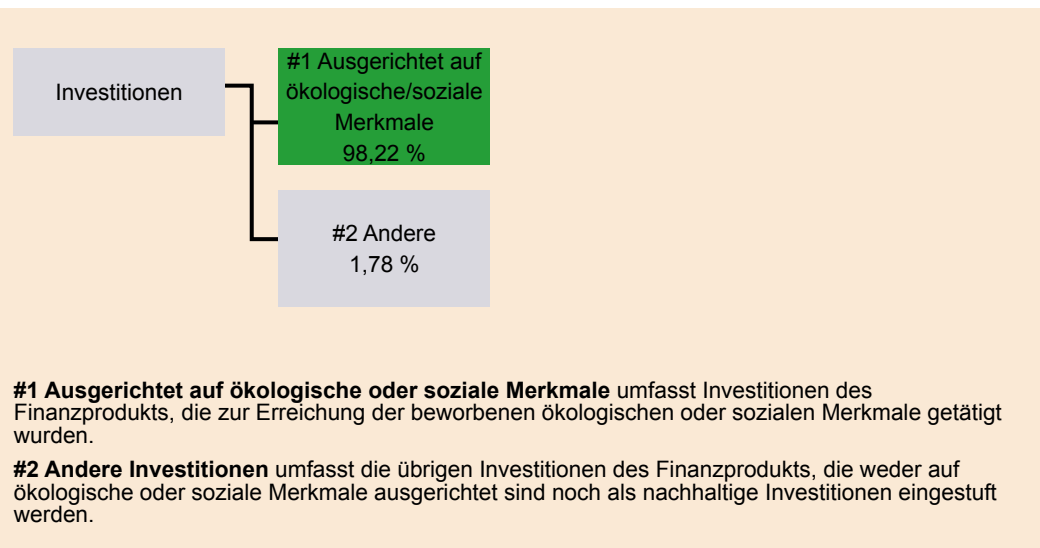 Investitionen
#1 Ausgerichtet auf
ökologische/soziale
Merkmale
98,22 %
#2 Andere
1,78 %
#1 Ausgerichtet auf ökologische oder soziale Merkmale umfasst Investitionen des
Finanzprodukts, die zur Erreichung der beworbenen ökologischen oder sozialen Merkmale getätigt
wurden.
#2 Andere Investitionen umfasst die übrigen Investitionen des Finanzprodukts, die weder auf
ökologische oder soziale Merkmale ausgerichtet sind noch als nachhaltige Investitionen eingestuft
werden.